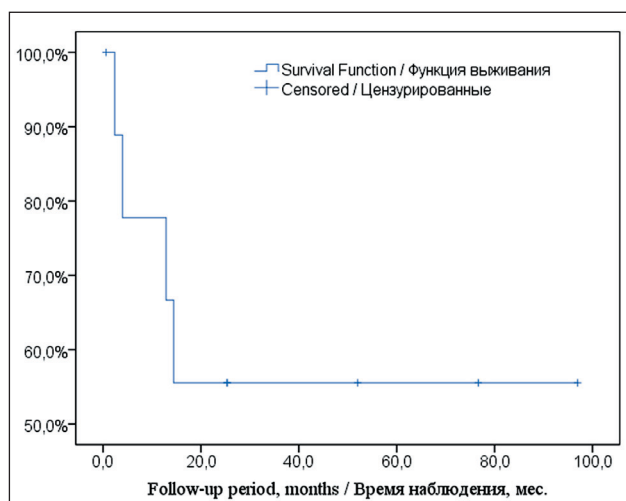 100,0%
Survival Function / Функция выживания
Censored / Цензурированные
90,0%
80,0%
70,0%
60,0%
50,0%
0,0 20,0 40,0 60,0 80,0 100,0
Follow-up period, months / Время наблюдения, мес.